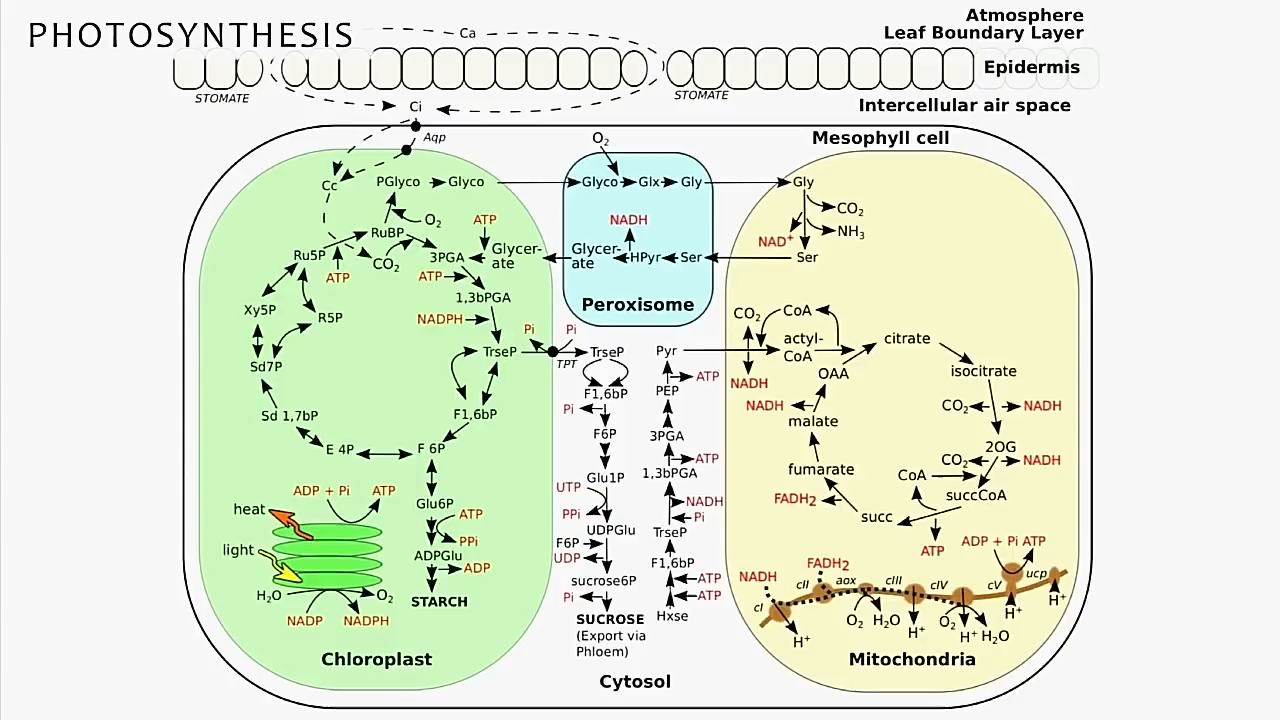 PHOTOSYNTHESIS
Atmosphere
Leaf Boundary Layer
Ca
Epidermis
STOMATE
STOMATE
Intercellular air space
Ci
Aqp
Mesophyll cell
Cc
PGlyco
Glyco
O2
RuBP
CO2
ATP
Ru5P
ATP
3PGA
Glycer-
ate
ATP
1,3bPGA
NADPH
TrseP
Xy5P
R5P
Sd7P
Sd 1,7bP
E 4P
F 6P
F1,6bP
Glu6P
ATP
PPi
ADPGlu
ADP
STARCH
ADP + Pi
ATP
heat
light
H2O
O2
NADP
NADPH
Chloroplast
O2
Glyco
Glx
Gly
NADH
Glycer-
ate
HPyr
Ser
Peroxisome
Pi
Pi
TPT
TrseP
F1,6bP
Pi
F6P
Glu1P
UTP
PPi
UDPGlu
F6P
UDP
sucrose6P
Pi
SUCROSE
(Export via
Phloem)
Pyr
ATP
PEP
3PGA
ATP
1,3bPGA
NADH
Pi
TrseP
F1,6bP
ATP
ATP
Hxse
Cytosol
Gly
CO2
NAD+
NH3
Ser
CO2
CoA
actyl-
CoA
NADH
OAA
citrate
isocitrate
CO2
NADH
2OG
CO2
NADH
CoA
succCoA
ATP
succ
FADH2
fumarate
malate
NADH
ADP + Pi
ATP
NADH
FADH2
cI
cII
aox
cIII
cIV
cV
ucp
H+
O2
H2O
H+
O2
H+
H2O
H+
H+
Mitochondria